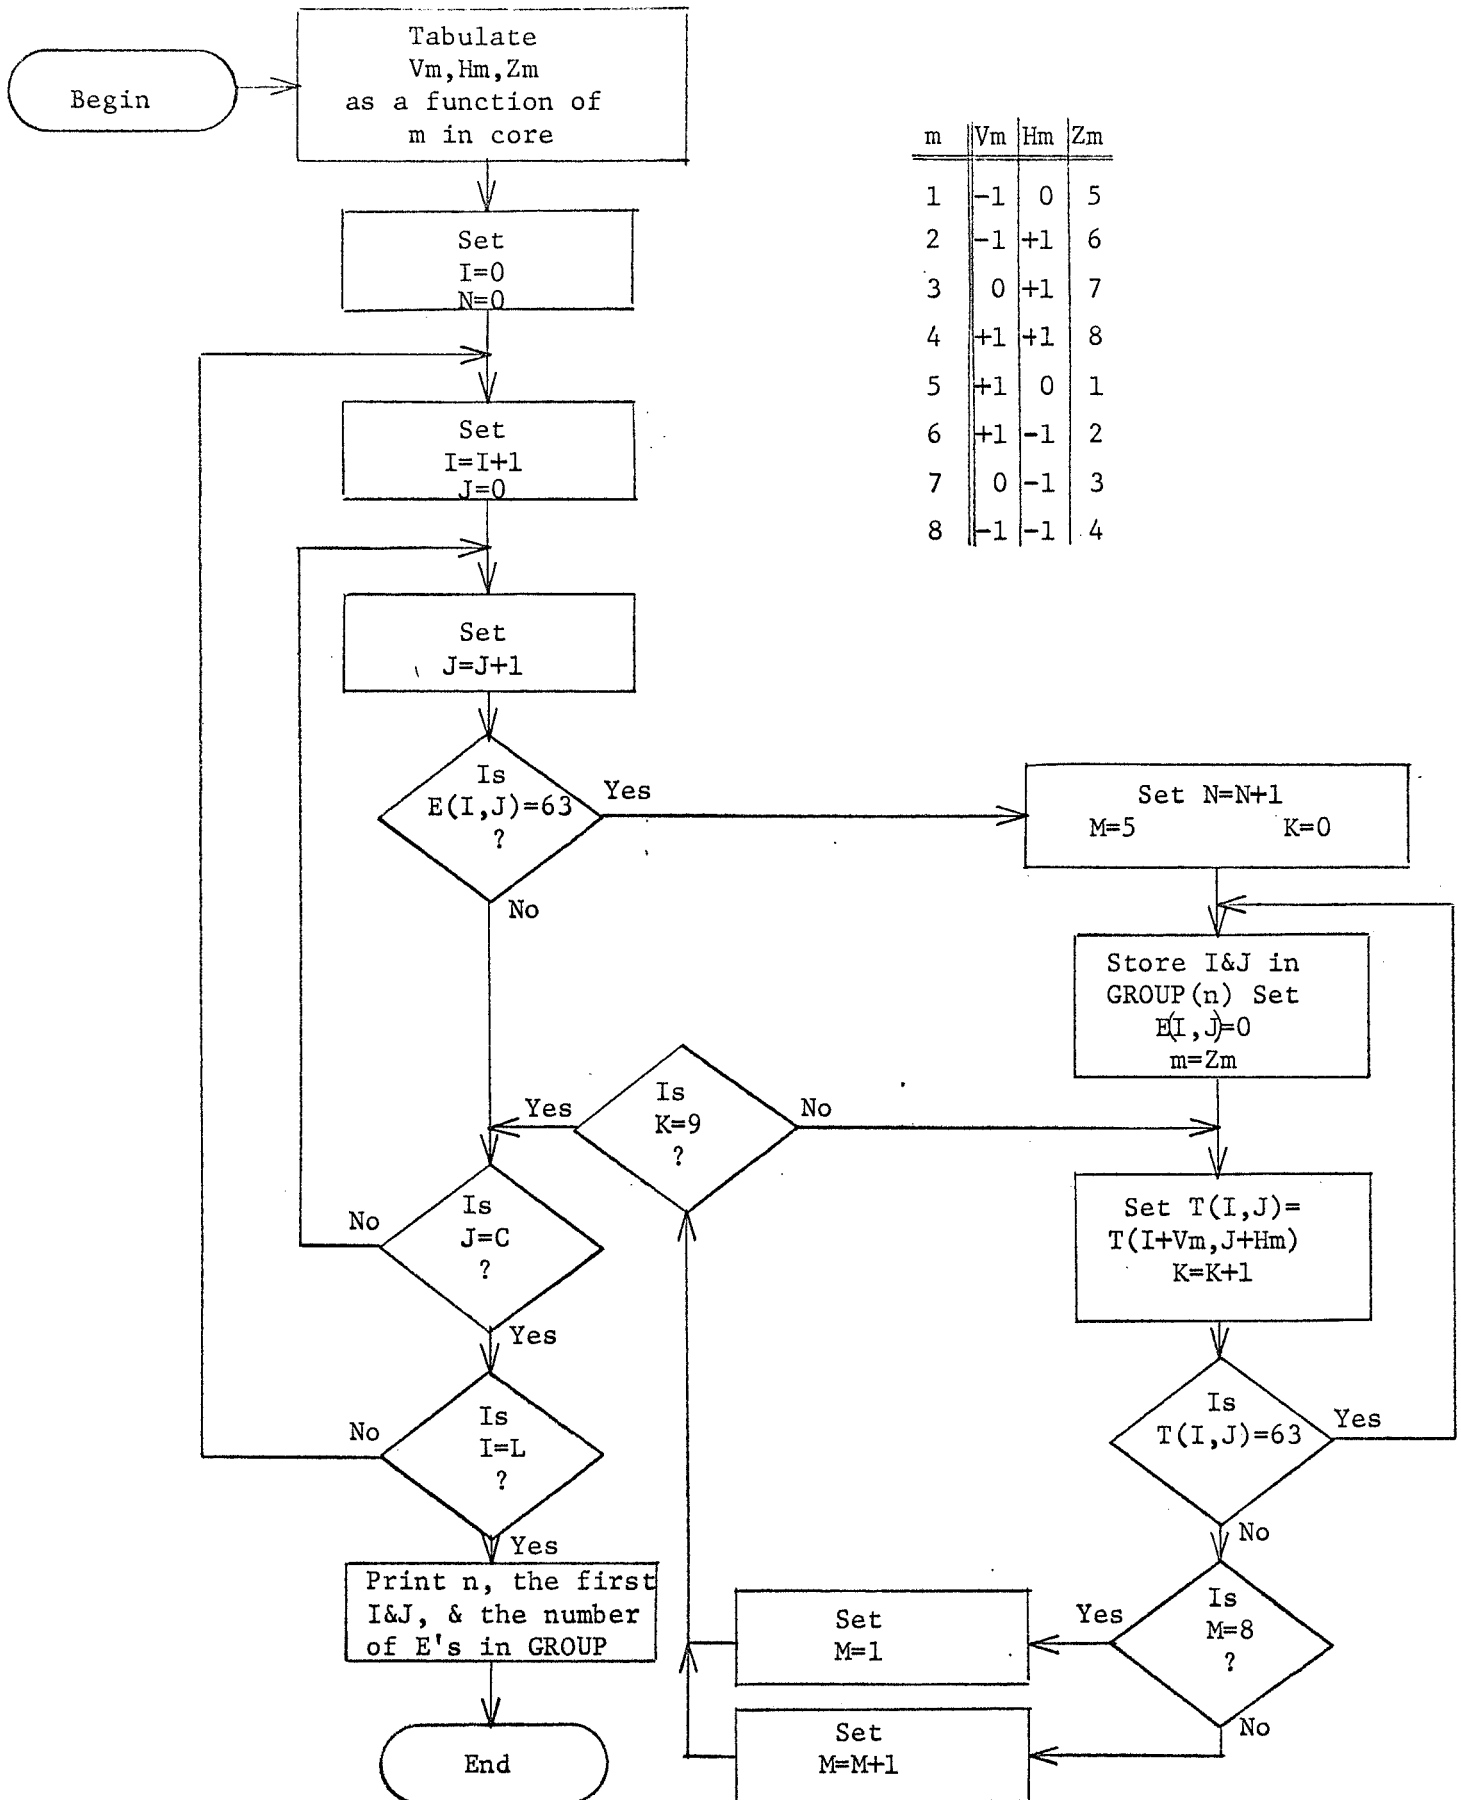 Begin
Tabulate
Vm,Hm,Zm
as a function of
m in core
Set
I=0
N=0
Set
I=I+1
J=0
Set
J=J+1
Is
E(I,J)=63
?
Yes
No
Set N=N+1
M=5 K=0
Store I&J in
GROUP(n) Set
E(I,J)=0
m=Zm
Is
K=9
?
Yes
No
Set T(I,J)=
T(I+Vm,J+Hm)
K=K+1
Is
T(I,J)=63
Yes
No
Is
M=8
?
Yes
No
Set
M=1
Set
M=M+1
Is
J=C
?
No
Yes
Is
I=L
?
No
Yes
Print n, the first
I&J, & the number
of E's in GROUP
End
m Vm Hm Zm
1 -1 0 5
2 -1 +1 6
3 0 +1 7
4 +1 +1 8
5 +1 0 1
6 +1 -1 2
7 0 -1 3
8 -1 -1 4